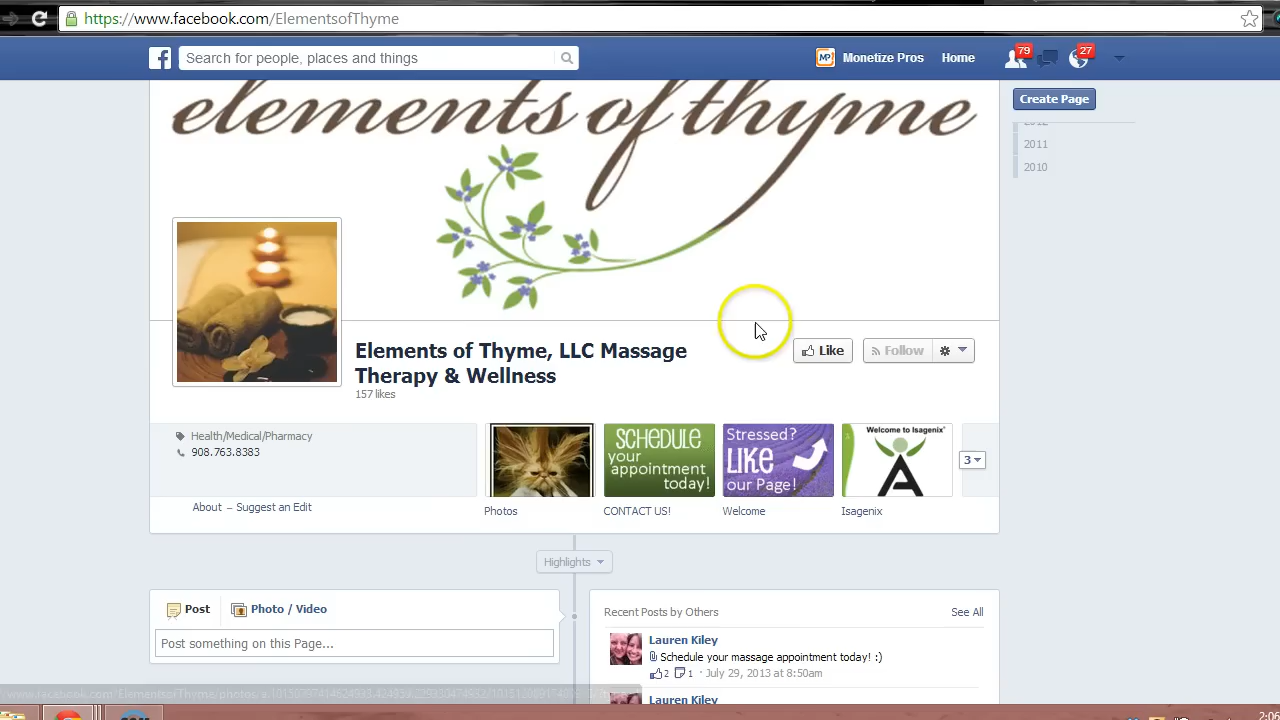 https://www.facebook.com/ElementsofThyme
Search for people, places and things
MP
Monetize Pros
Home
79
27
elements of thyme
Create Page
2012
2011
2010
Elements of Thyme, LLC Massage
Therapy & Wellness
157 likes
Like
Follow
Health/Medical/Pharmacy
908.763.8383
About – Suggest an Edit
SCHEDULE
your
appointment
today!
Stressed?
LIKE
our Page!
Welcome to Isagenix
3
Photos
CONTACT US!
Welcome
Isagenix
Highlights
Post
Photo / Video
Post something on this Page...
Recent Posts by Others
See All
Lauren Kiley
Schedule your massage appointment today! :)
2 1 · July 29, 2013 at 8:50am
Lauren Kiley